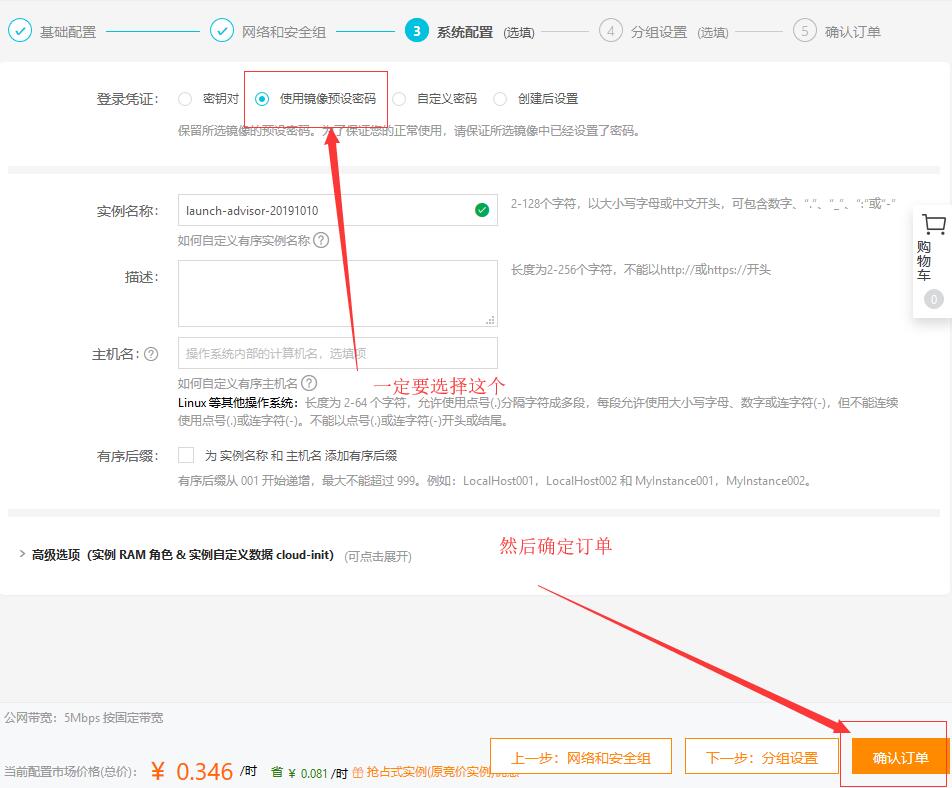 基础配置 网络和安全组 3 系统配置 (选填) 4 分组设置 (选填) 5 确认订单
登录凭证: 密钥对 使用镜像预设密码 自定义密码 创建后设置
保留所选镜像的预设密码。为了保证您的正常使用，请保证所选镜像中已经设置了密码。
实例名称: launch-advisor-20191010 2-128个字符，以大小写字母或中文开头，可包含数字、“.”、“_”、“:”或“-”
如何自定义有序实例名称 ?
描述: 长度为2-256个字符，不能以http://或https://开头
购物车
0
主机名: ? 操作系统内部的计算机名，选填项
如何自定义有序主机名 ? 一定要选择这个
Linux 等其他操作系统：长度为 2-64 个字符，允许使用点号(.)分隔字符成多段，每段允许使用大小写字母、数字或连字符(-)，但不能连续
使用点号(.)或连字符(-)。不能以点号(.)或连字符(-)开头或结尾。
有序后缀: 为 实例名称 和 主机名 添加有序后缀
有序后缀从 001 开始递增，最大不能超过 999。例如：LocalHost001，LocalHost002 和 MyInstance001，MyInstance002。
> 高级选项（实例 RAM 角色 & 实例自定义数据 cloud-init） (可点击展开)
然后确定订单
公网带宽: 5Mbps 按固定带宽
当前配置市场价格(总价): ¥ 0.346 /时 省 ¥ 0.081 /时 抢占式实例(原竞价实例) 上一步：网络和安全组 下一步：分组设置 确认订单